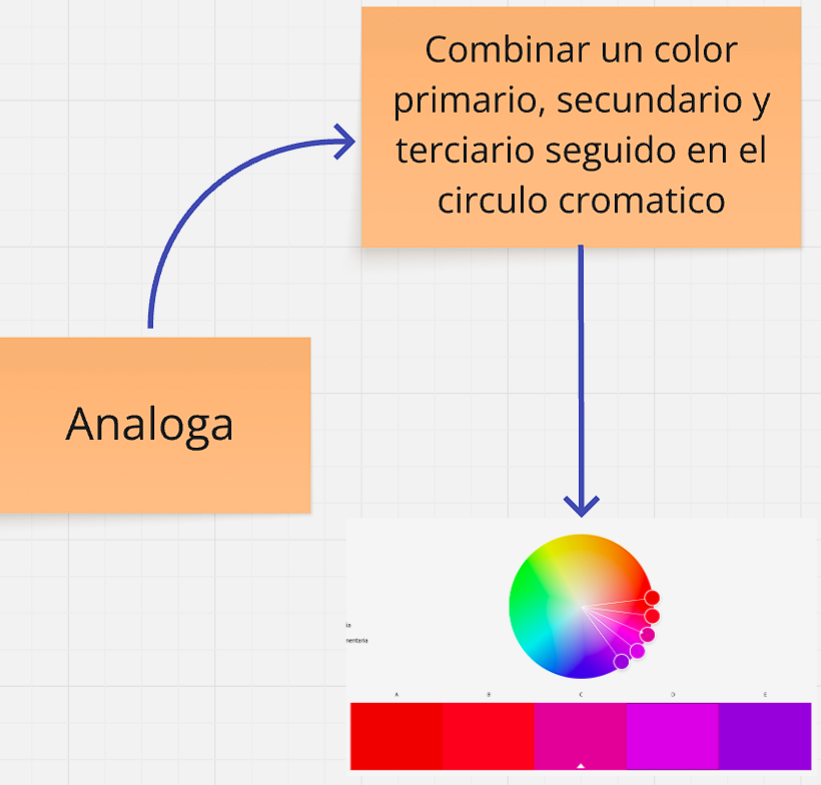 Combinar un color
primario, secundario y
terciario seguido en el
circulo cromatico
Analoga
A B C D E